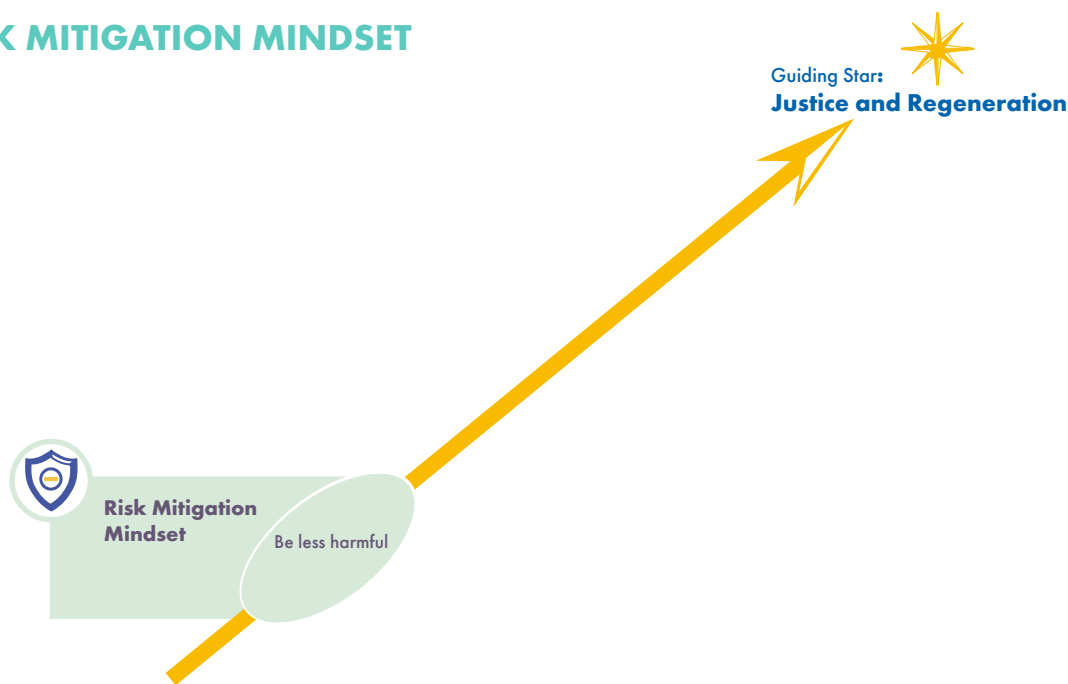 K MITIGATION MINDSET
Guiding Star:
Justice and Regeneration
Risk Mitigation
Mindset
Be less harmful